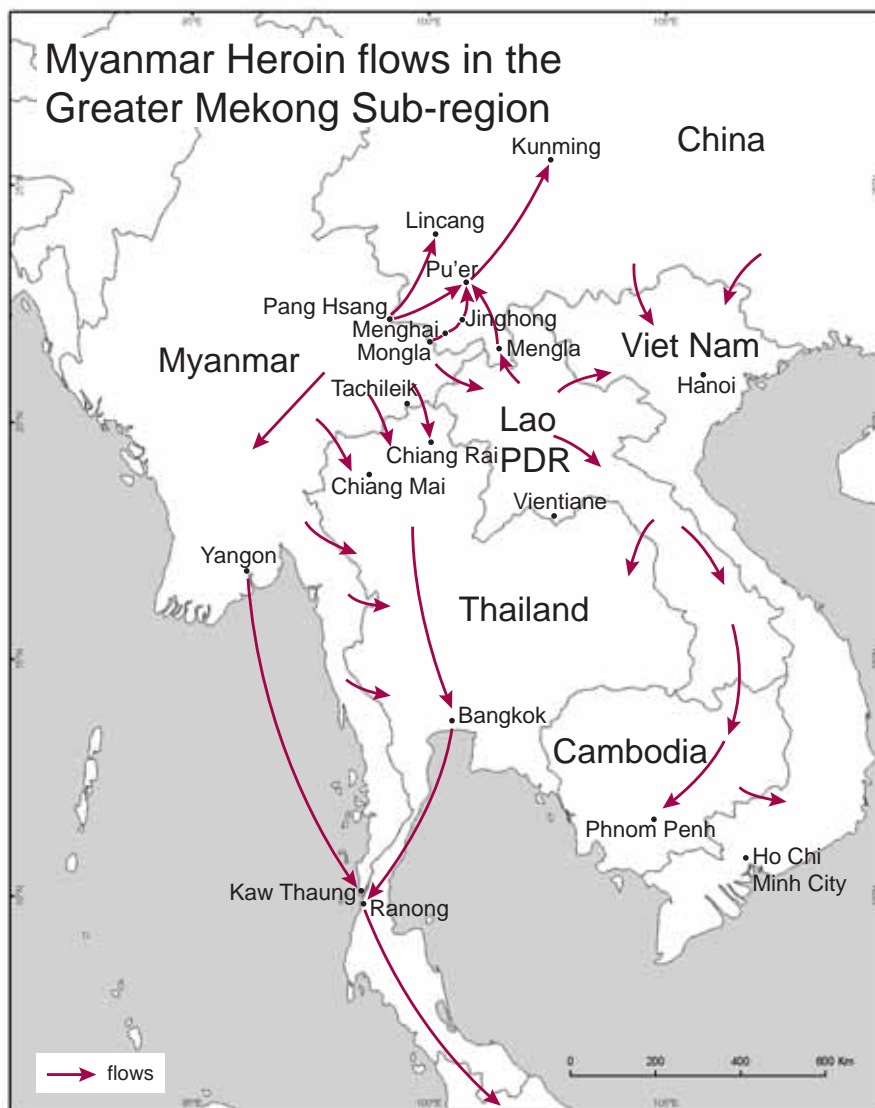 Myanmar Heroin flows in the
Greater Mekong Sub-region
China
Kunming
Lincang
Pu'er
Pang Hsang
Menghai
Jinghong
Mongla
Mengla
Viet Nam
Hanoi
Myanmar
Tachileik
Lao
PDR
Chiang Rai
Chiang Mai
Vientiane
Yangon
Thailand
Bangkok
Cambodia
Phnom Penh
Ho Chi
Minh City
Kaw Thaung
Ranong
flows
0 200 400 600 Km